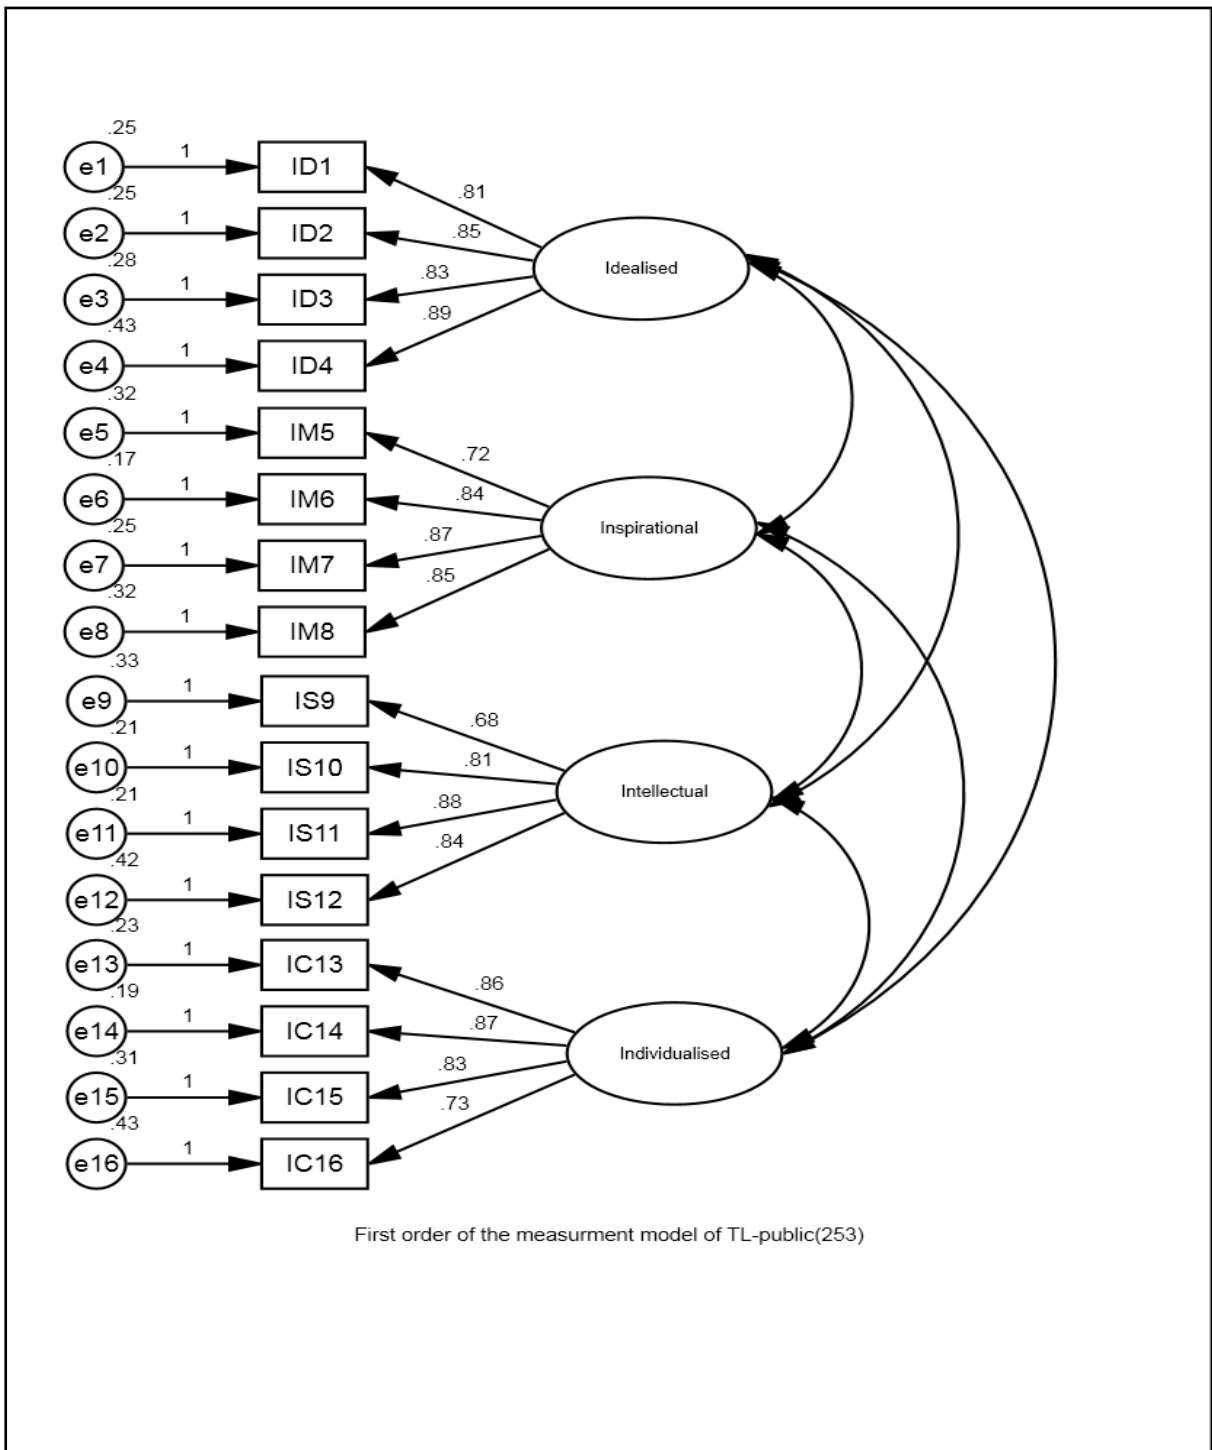 .25
e1 1 ID1
.25
e2 1 ID2
.28
e3 1 ID3
.43
e4 1 ID4
.32
e5 1 IM5
.17
e6 1 IM6
.25
e7 1 IM7
.32
e8 1 IM8
.33
e9 1 IS9
.21
e10 1 IS10
.21
e11 1 IS11
.42
e12 1 IS12
.23
e13 1 IC13
.19
e14 1 IC14
.31
e15 1 IC15
.43
e16 1 IC16
.81
.85
.83
.89
Idealised
.72
.84
.87
.85
Inspirational
.68
.81
.88
.84
Intellectual
.86
.87
.83
.73
Individualised
First order of the measurment model of TL-public(253)